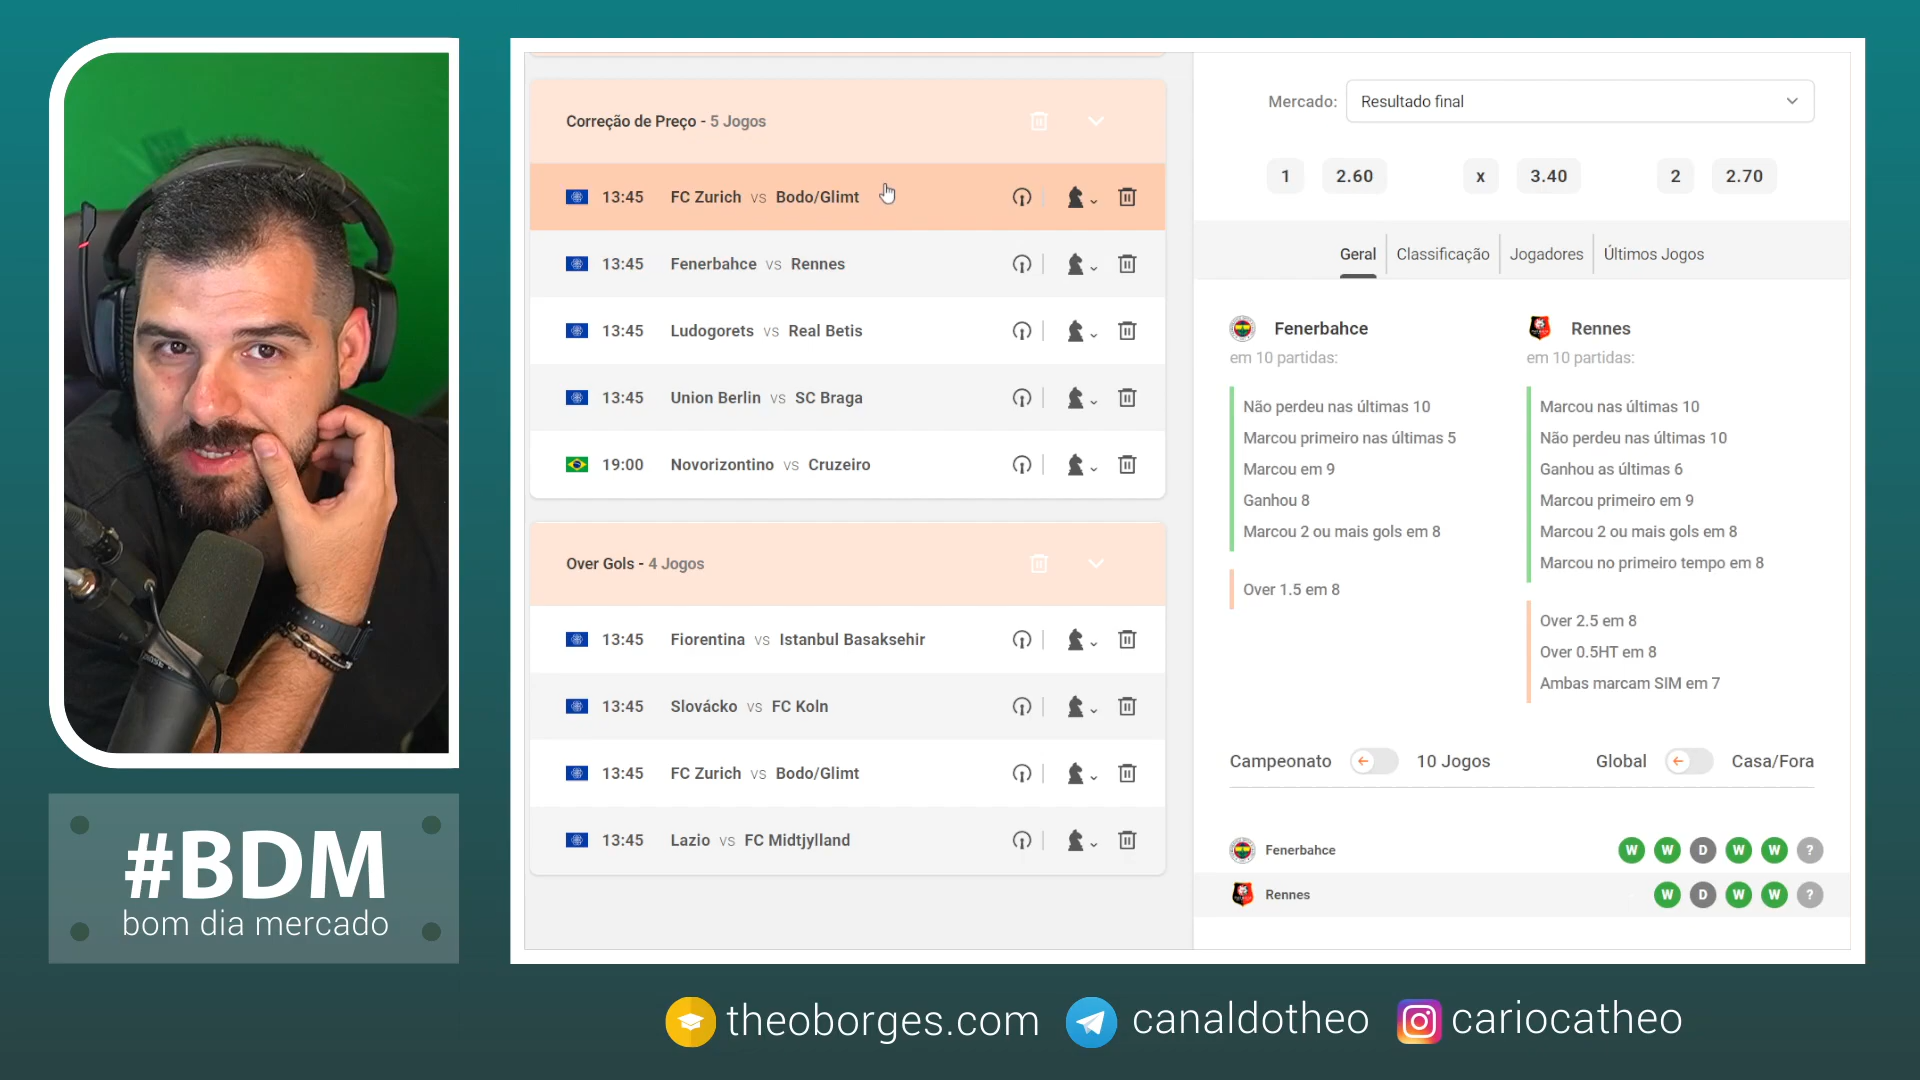 Correção de Preço - 5 Jogos
13:45 FC Zurich vs Bodo/Glimt
13:45 Fenerbahce vs Rennes
13:45 Ludogorets vs Real Betis
13:45 Union Berlin vs SC Braga
19:00 Novorizontino vs Cruzeiro
Over Gols - 4 Jogos
13:45 Fiorentina vs Istanbul Basaksehir
13:45 Slovácko vs FC Koln
13:45 FC Zurich vs Bodo/Glimt
13:45 Lazio vs FC Midtjylland
Mercado: Resultado final
1 2.60 x 3.40 2 2.70
Geral Classificação Jogadores Últimos Jogos
Fenerbahce
em 10 partidas:
Não perdeu nas últimas 10
Marcou primeiro nas últimas 5
Marcou em 9
Ganhou 8
Marcou 2 ou mais gols em 8
Over 1.5 em 8
Rennes
em 10 partidas:
Marcou nas últimas 10
Não perdeu nas últimas 10
Ganhou as últimas 6
Marcou primeiro em 9
Marcou 2 ou mais gols em 8
Marcou no primeiro tempo em 8
Over 2.5 em 8
Over 0.5HT em 8
Ambas marcam SIM em 7
Campeonato 10 Jogos Global Casa/Fora
Fenerbahce W W D W W ?
Rennes W D W W ?
#BDM
bom dia mercado
theoborges.com canaldotheo cariocatheo